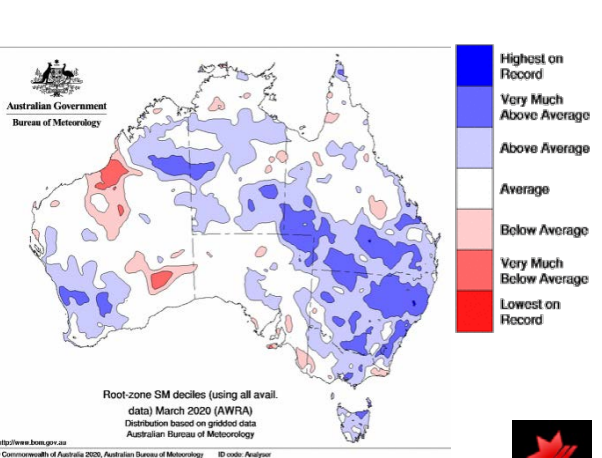 Australian Government
Bureau of Meteorology
Highest on
Record
Very Much
Above Average
Above Average
Average
Below Average
Very Much
Below Average
Lowest on
Record
Root-zone SM deciles (using all avail.
data) March 2020 (AWRA)
Distribution based on gridded data
Australian Bureau of Meteorology
http://www.bom.gov.au
Commonwealth of Australia 2020, Australian Bureau of Meteorology ID code: Analyser